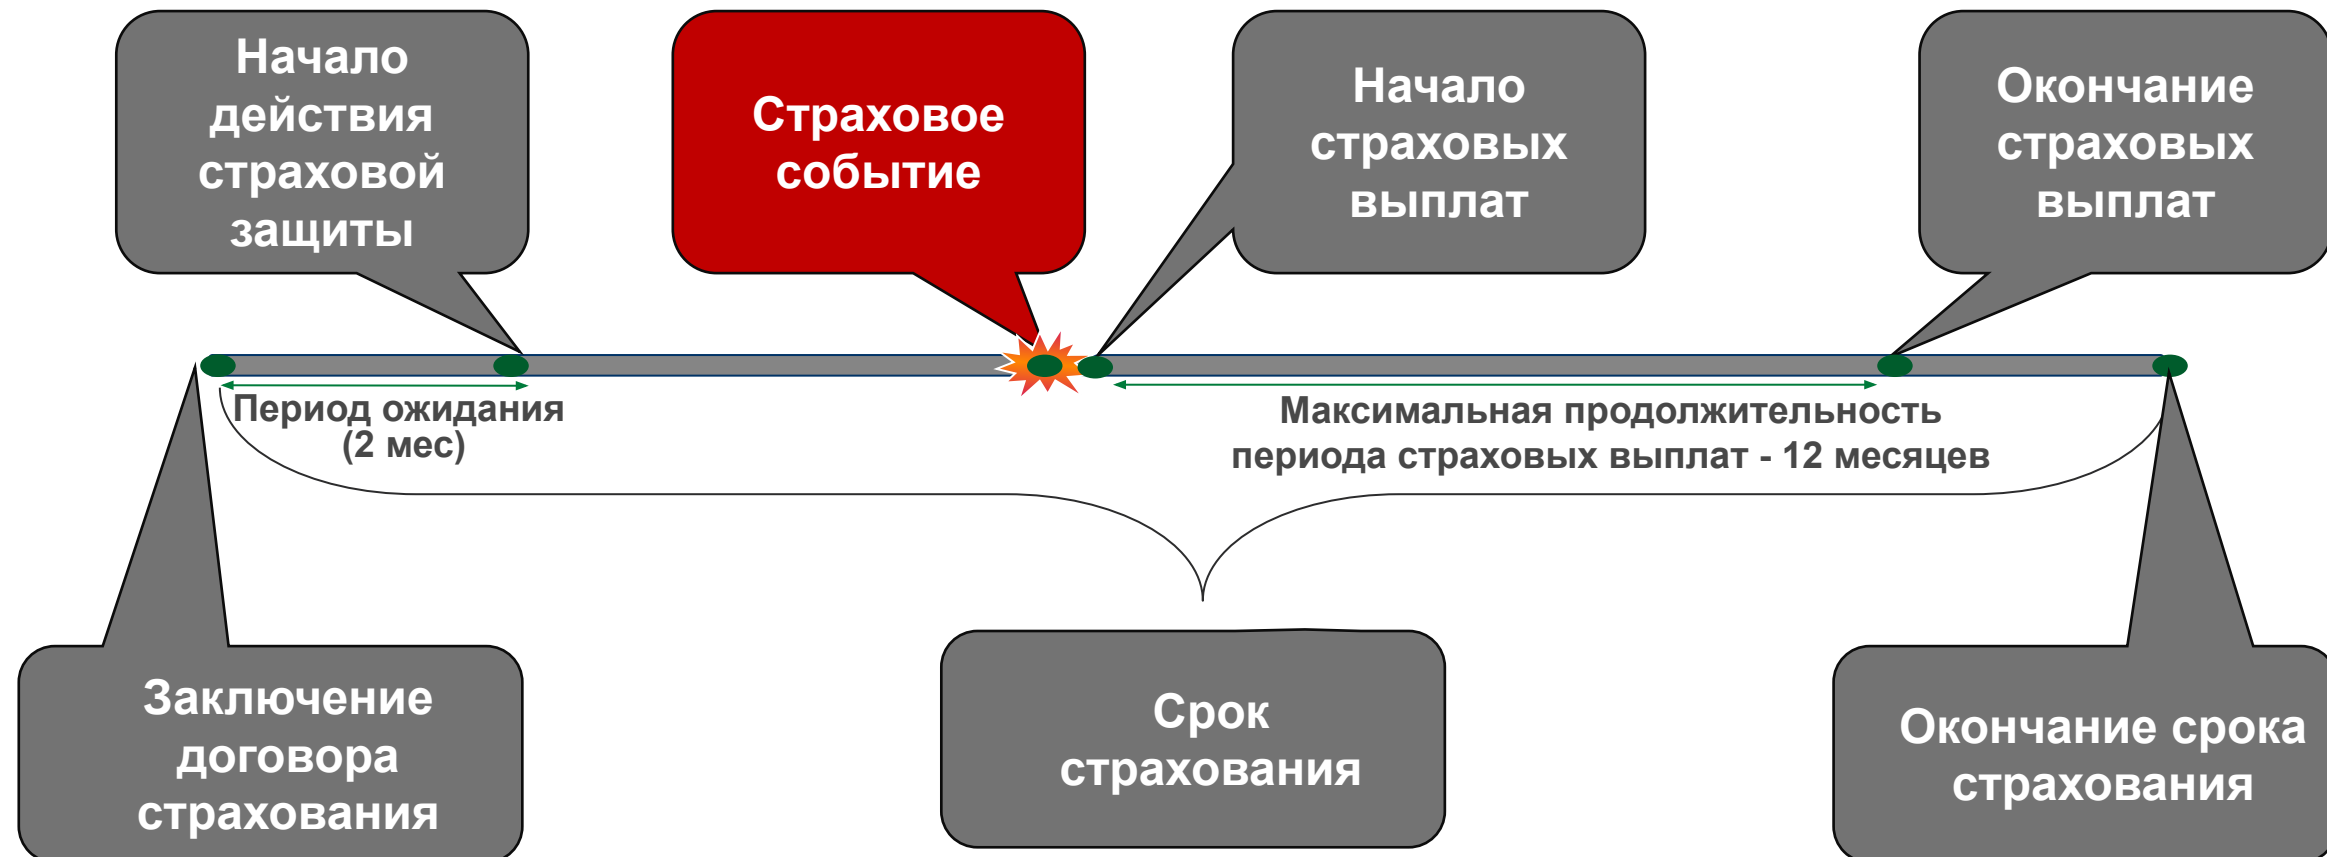 Начало
действия
страховой
защиты
Страховое
событие
Начало
страховых
выплат
Окончание
страховых
выплат
Период ожидания
(2 мес)
Максимальная продолжительность
периода страховых выплат - 12 месяцев
Заключение
договора
страхования
Срок
страхования
Окончание срока
страхования